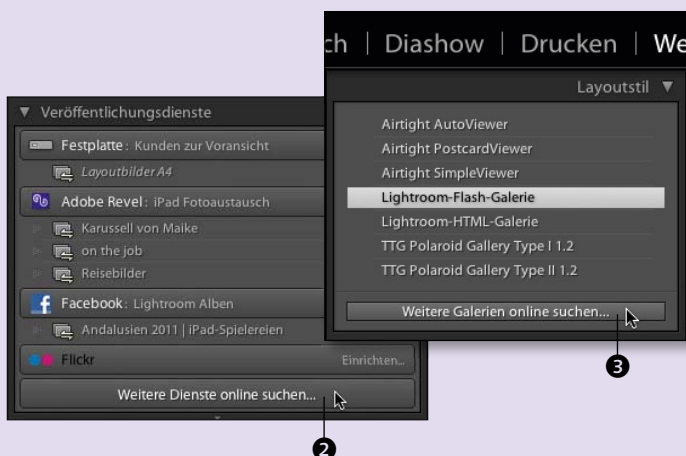 ch | Diashow | Drucken | We
Layoutstil
Airtight AutoViewer
Airtight PostcardViewer
Airtight SimpleViewer
Lightroom-Flash-Galerie
Lightroom-HTML-Galerie
TTG Polaroid Gallery Type I 1.2
TTG Polaroid Gallery Type II 1.2
Weitere Galerien online suchen...
3
Veröffentlichungsdienste
Festplatte: Kunden zur Voransicht
Layoutbilder A4
Adobe Revel: iPad Fotoaustausch
Karussell von Maike
on the job
Reisebilder
Facebook: Lightroom Alben
Andalusien 2011 | iPad-Spielereien
Flickr Einrichten...
Weitere Dienste online suchen...
2